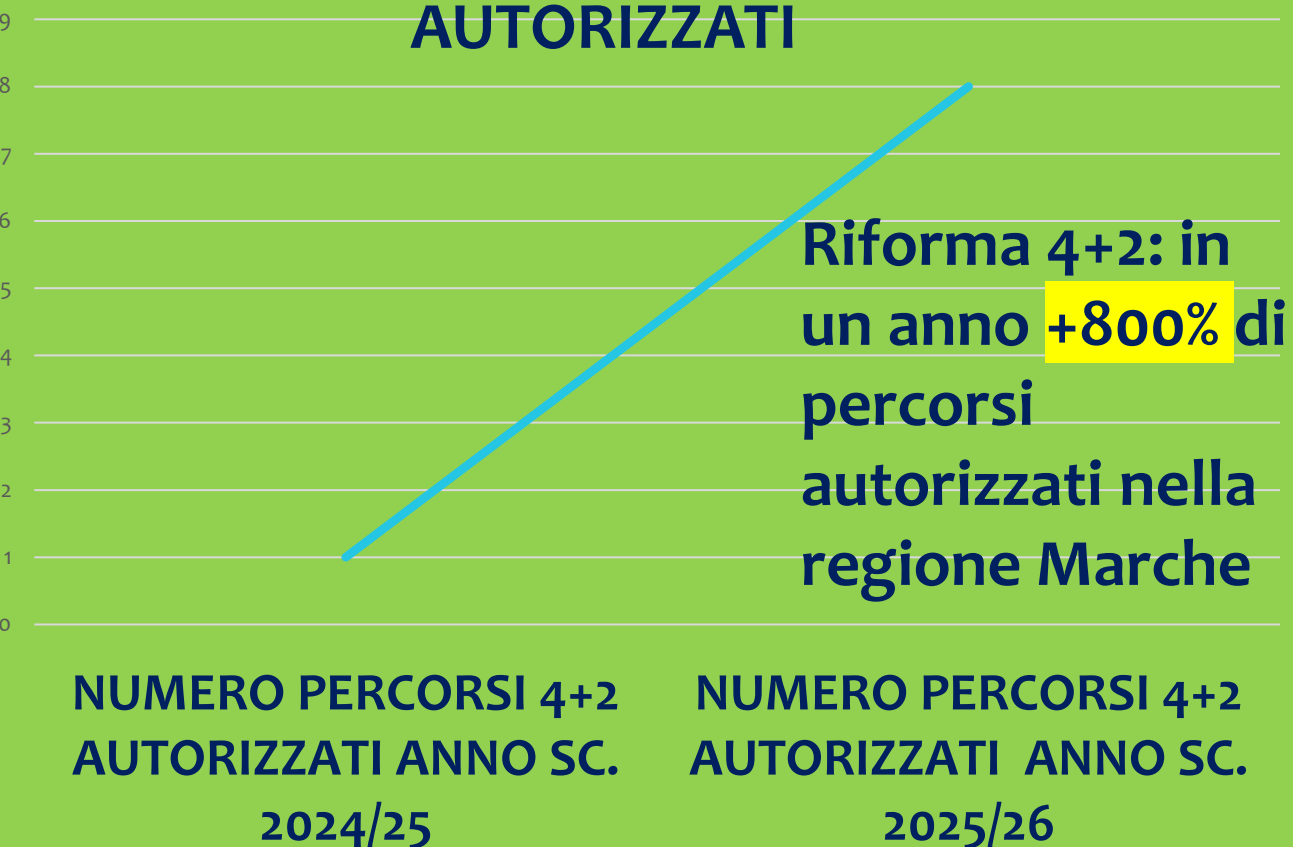 AUTORIZZATI
9
8
7
6
5
4
3
2
1
0
Riforma 4+2: in
un anno +800% di
percorsi
autorizzati nella
regione Marche
NUMERO PERCORSI 4+2
AUTORIZZATI ANNO SC.
2024/25
NUMERO PERCORSI 4+2
AUTORIZZATI ANNO SC.
2025/26